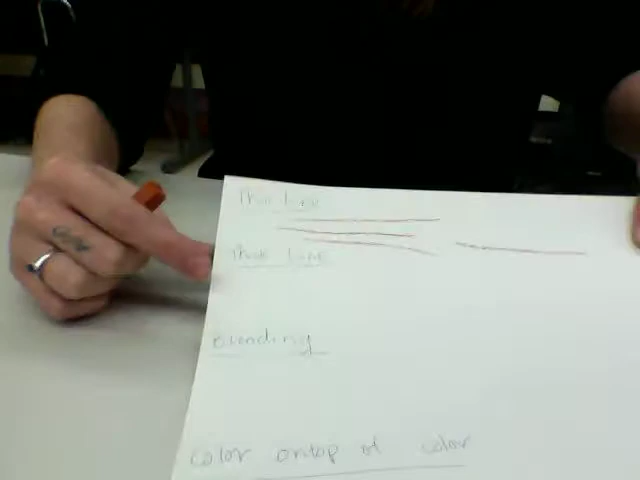 Thin Line
Thick Line
Blending
color ontop of color